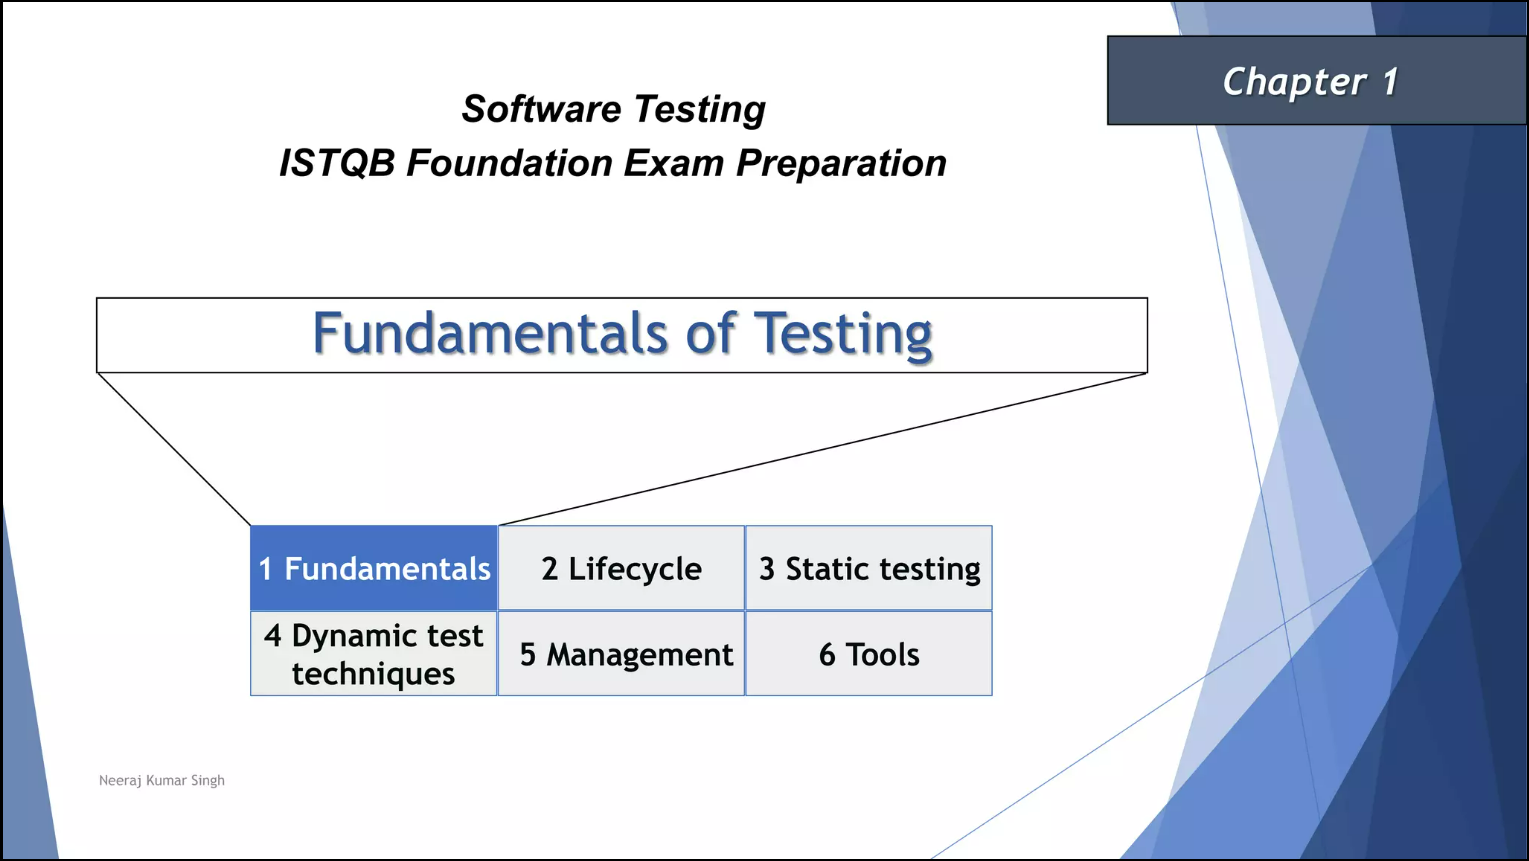 Chapter 1
Software Testing
ISTQB Foundation Exam Preparation
Fundamentals of Testing
1 Fundamentals
2 Lifecycle
3 Static testing
4 Dynamic test
techniques
5 Management
6 Tools
Neeraj Kumar Singh